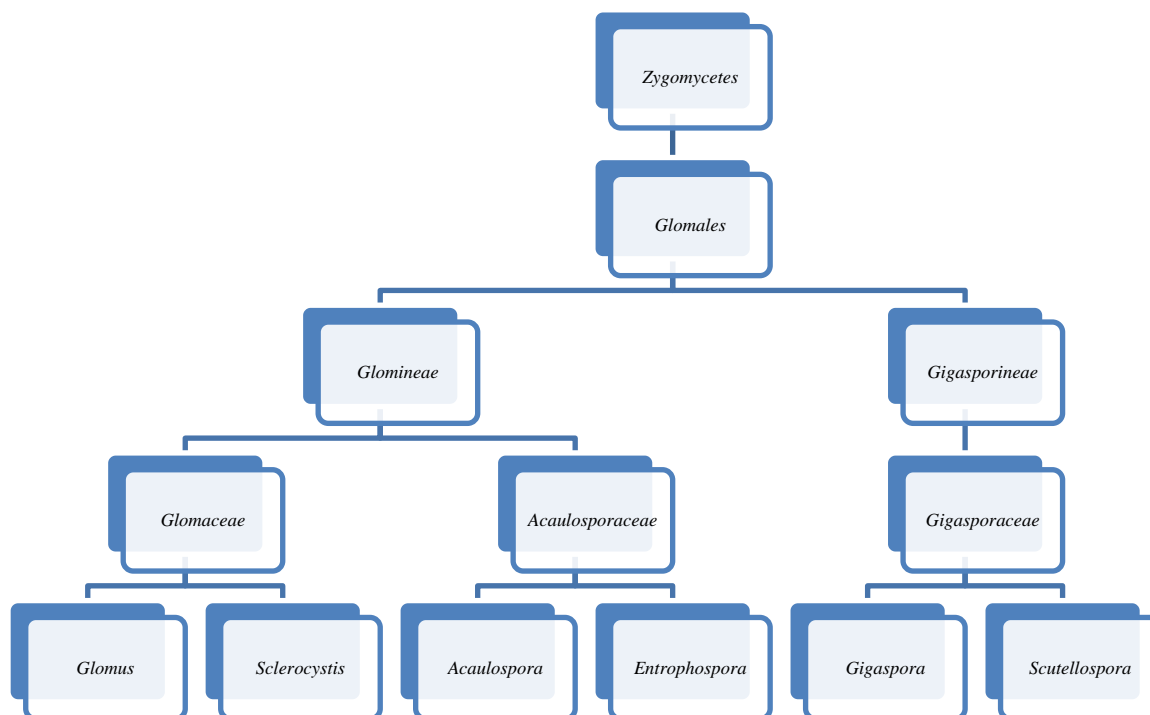 Zygomycetes
Glomales
Glomineae
Gigasporineae
Glomaceae
Acaulosporaceae
Gigasporaceae
Glomus
Sclerocystis
Acaulospora
Entrophospora
Gigaspora
Scutellospora